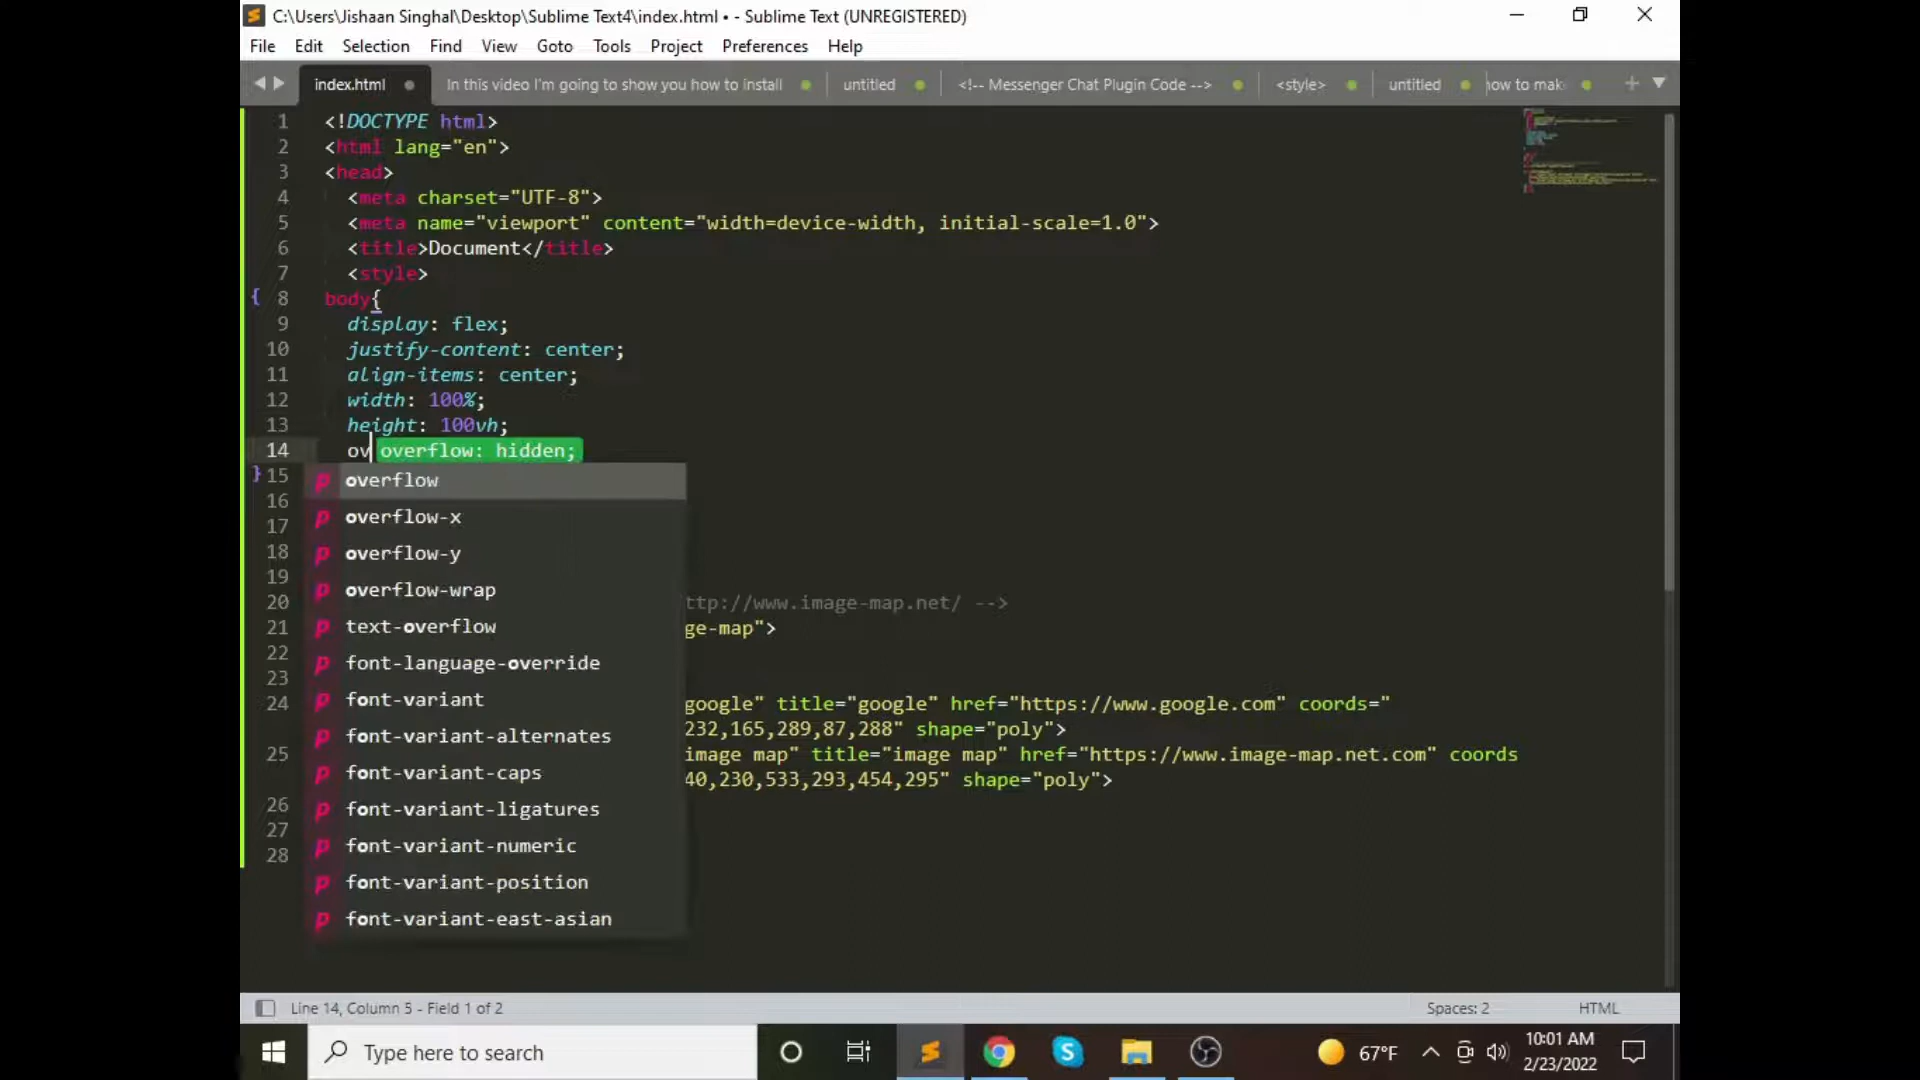 C:\Users\Jishaan Singhal\Desktop\Sublime Text4\index.html • - Sublime Text (UNREGISTERED)
File Edit Selection Find View Goto Tools Project Preferences Help
index.html In this video I'm going to show you how to install untitled <!-- Messenger Chat Plugin Code --> <style> untitled how to mak
1 <!DOCTYPE html>
2 <html lang="en">
3 <head>
4 <meta charset="UTF-8">
5 <meta name="viewport" content="width=device-width, initial-scale=1.0">
6 <title>Document</title>
7 <style>
{ 8 body{
9 display: flex;
10 justify-content: center;
11 align-items: center;
12 width: 100%;
13 height: 100vh;
14 ov overflow: hidden;
} 15 p overflow
16 p overflow-x
17
18 p overflow-y
19 p overflow-wrap
20 ttp://www.image-map.net/ -->
21 p text-overflow ge-map">
22 p font-language-override
23
24 p font-variant google" title="google" href="https://www.google.com" coords="
p font-variant-alternates 232,165,289,87,288" shape="poly">
25 p font-variant-caps image map" title="image map" href="https://www.image-map.net.com" coords
40,230,533,293,454,295" shape="poly">
26 p font-variant-ligatures
27 p font-variant-numeric
28
p font-variant-position
p font-variant-east-asian
Line 14, Column 5 - Field 1 of 2 Spaces: 2 HTML
Type here to search 67°F 10:01 AM
2/23/2022